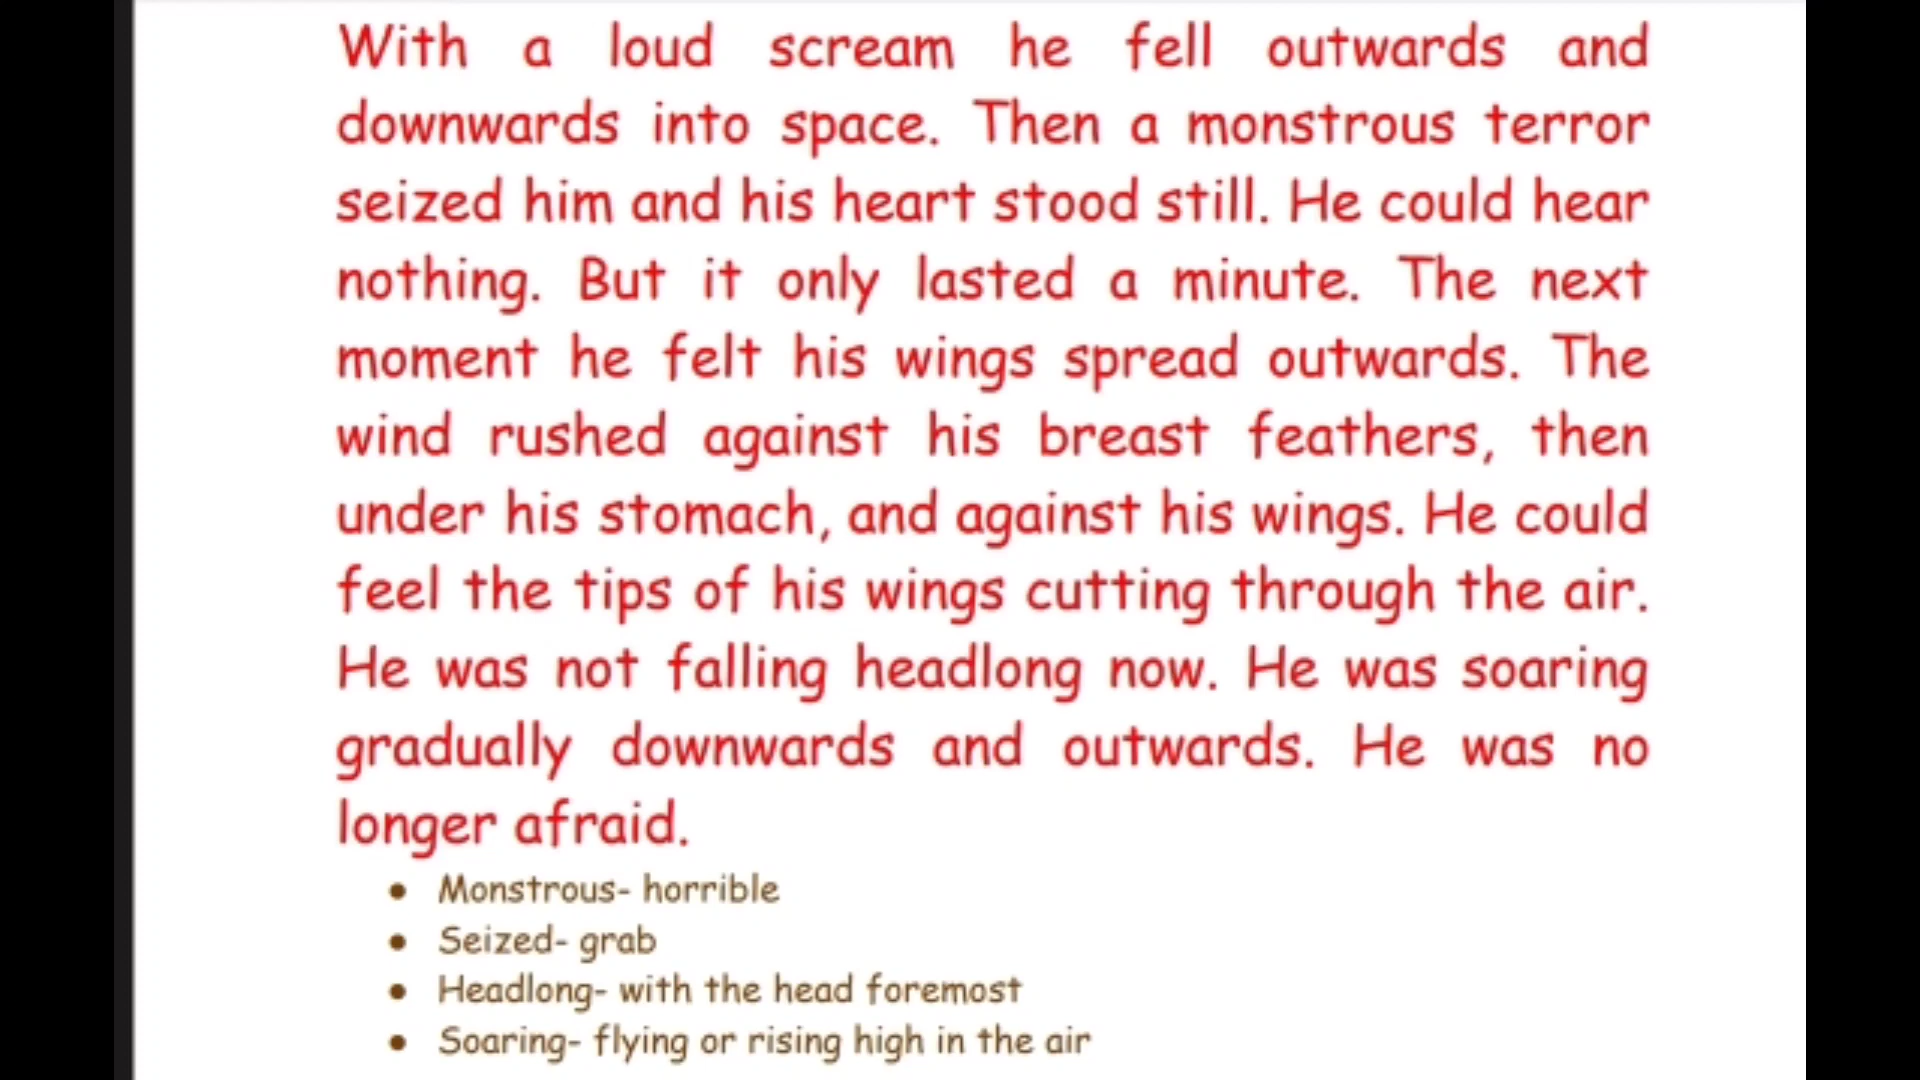 With a loud scream he fell outwards and
downwards into space. Then a monstrous terror
seized him and his heart stood still. He could hear
nothing. But it only lasted a minute. The next
moment he felt his wings spread outwards. The
wind rushed against his breast feathers, then
under his stomach, and against his wings. He could
feel the tips of his wings cutting through the air.
He was not falling headlong now. He was soaring
gradually downwards and outwards. He was no
longer afraid.
● Monstrous- horrible
● Seized- grab
● Headlong- with the head foremost
● Soaring- flying or rising high in the air